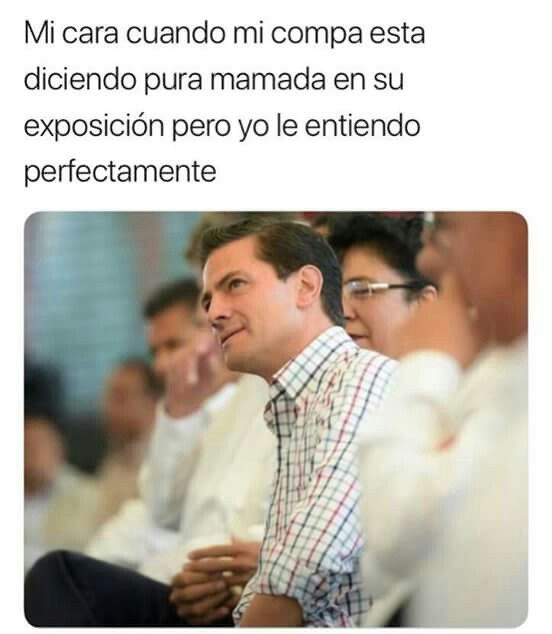 Mi cara cuando mi compa esta
diciendo pura mamada en su
exposición pero yo le entiendo
perfectamente